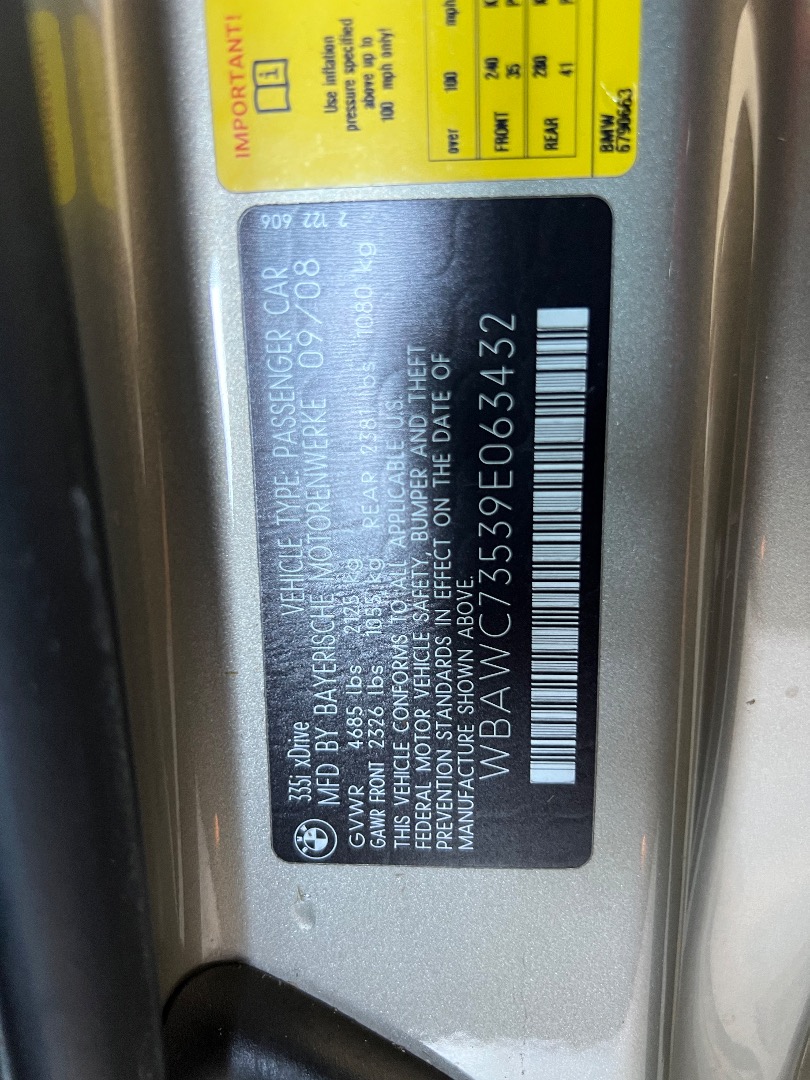 IMPORTANT!
Use inflation
pressure specified
above up to
100 mph only!
over 100 mph
FRONT 240
35
REAR 280
41
BMW
6790663
2 122 606
335i xDrive VEHICLE TYPE: PASSENGER CAR
MFD BY BAYERISCHE MOTORENWERKE 09/08
GVWR 4685 lbs 2125 kg
GAWR FRONT 2326 lbs 1055 kg REAR 2381 lbs 1080 kg
THIS VEHICLE CONFORMS TO ALL APPLICABLE U.S.
FEDERAL MOTOR VEHICLE SAFETY, BUMPER AND THEFT
PREVENTION STANDARDS IN EFFECT ON THE DATE OF
MANUFACTURE SHOWN ABOVE.
WBAWC73539E063432